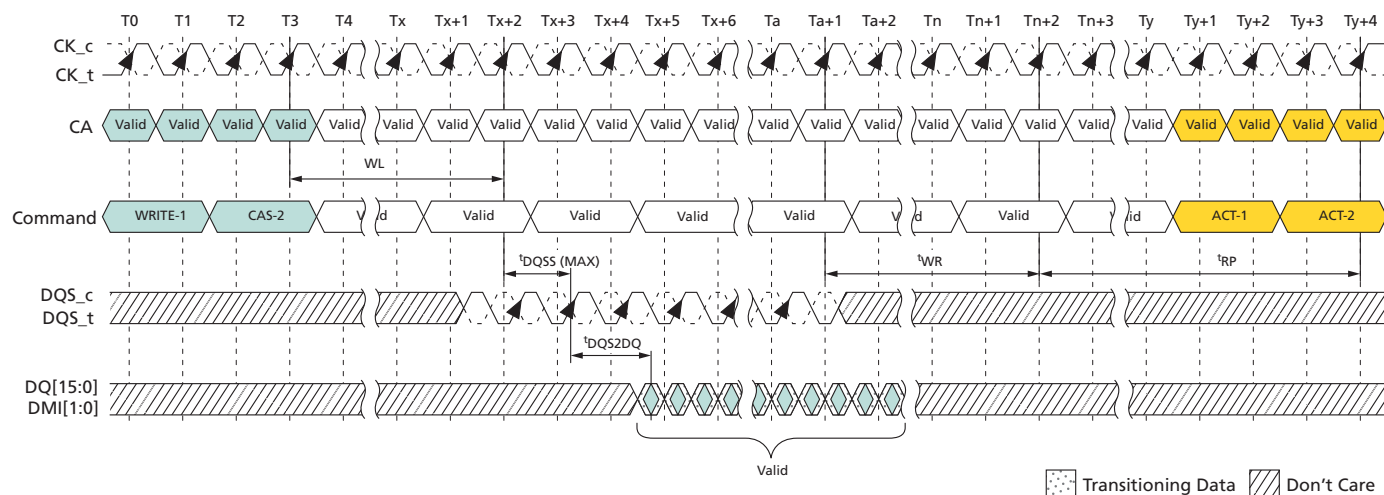 T0 T1 T2 T3 T4 Tx Tx+1 Tx+2 Tx+3 Tx+4 Tx+5 Tx+6 Ta Ta+1 Ta+2 Tn Tn+1 Tn+2 Tn+3 Ty Ty+1 Ty+2 Ty+3 Ty+4
CK_c
CK_t
CA Valid Valid Valid Valid Valid Valid Valid Valid Valid Valid Valid Valid Valid Valid Valid Valid Valid Valid Valid Valid Valid Valid Valid Valid
WL
Command WRITE-1 CAS-2 Valid Valid Valid Valid Valid Valid Valid Valid ACT-1 ACT-2
tDQSS (MAX) tWR tRP
DQS_c
DQS_t
tDQS2DQ
DQ[15:0]
DMI[1:0]
Valid
Transitioning Data Don't Care